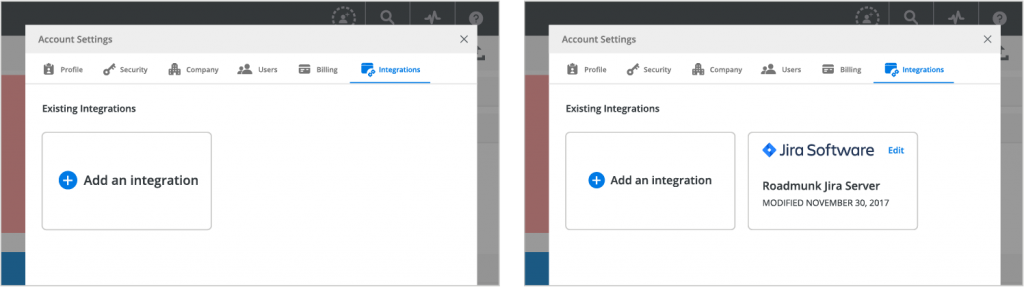 Account Settings
Profile Security Company Users Billing Integrations
Existing Integrations
Add an integration
Account Settings
Profile Security Company Users Billing Integrations
Existing Integrations
Add an integration
Jira Software Edit
Roadmunk Jira Server
MODIFIED NOVEMBER 30, 2017